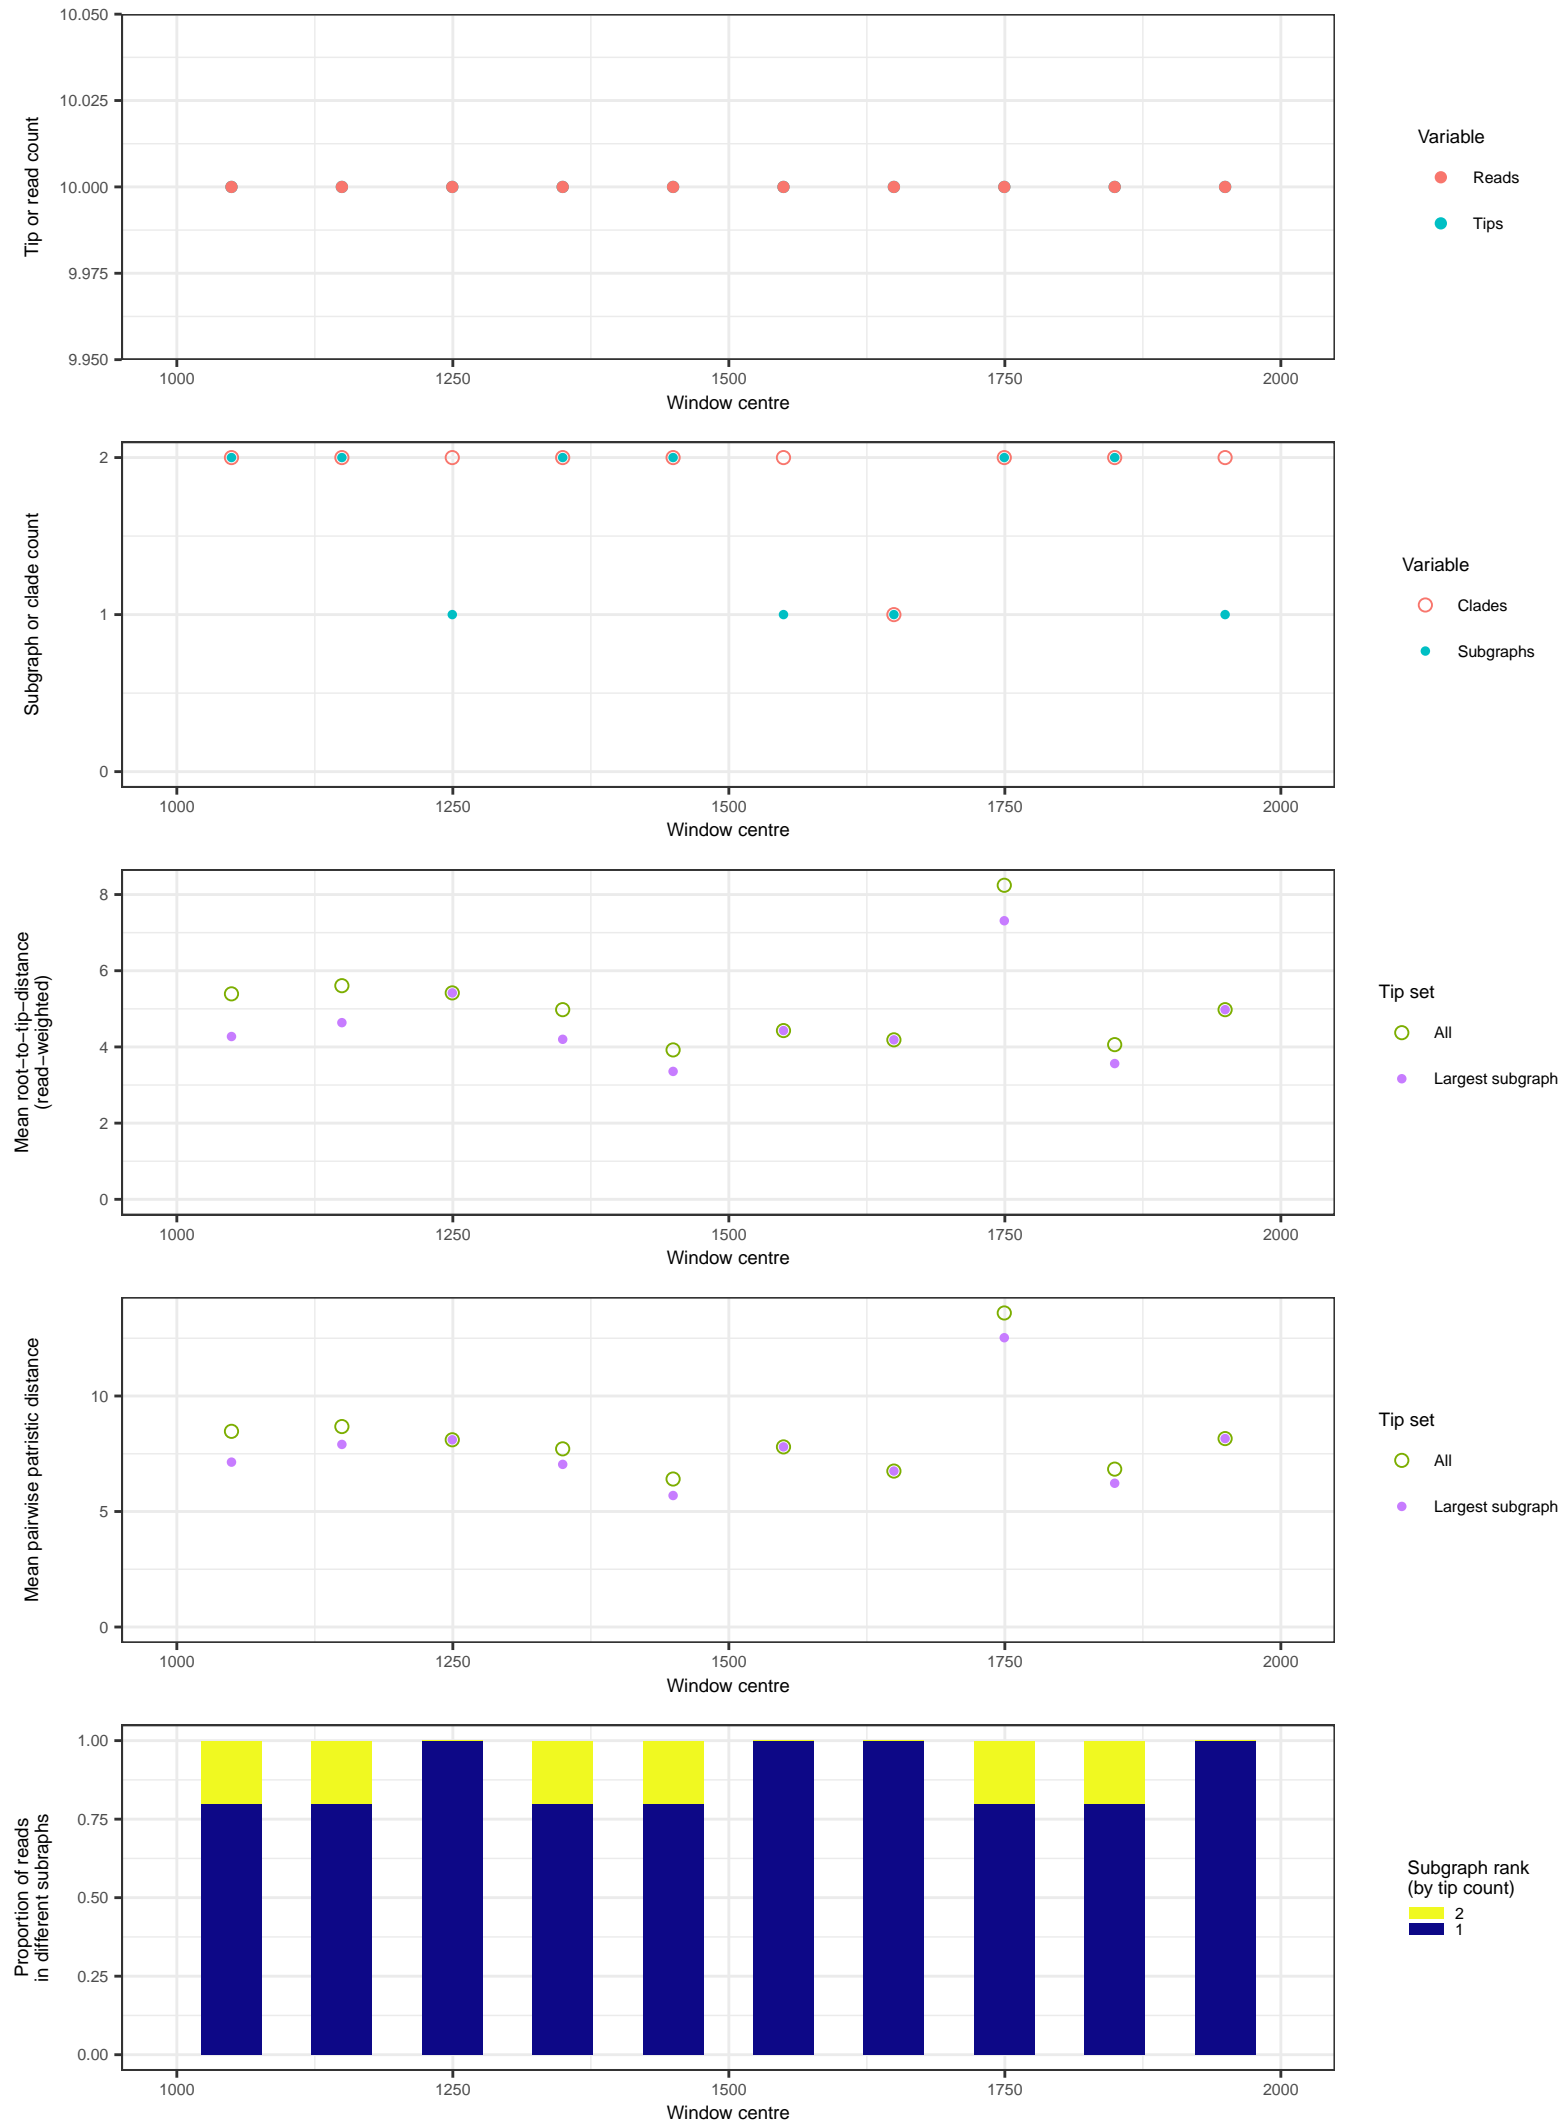 10.050
10.025
10.000
9.975
9.950
Tip or read count
1000 1250 1500 1750 2000
Window centre
Variable
Reads
Tips
2
1
0
Subgraph or clade count
1000 1250 1500 1750 2000
Window centre
Variable
Clades
Subgraphs
8
6
4
2
0
Mean root−to−tip−distance
(read−weighted)
1000 1250 1500 1750 2000
Window centre
Tip set
All
Largest subgraph
10
5
0
Mean pairwise patristic distance
1000 1250 1500 1750 2000
Window centre
Tip set
All
Largest subgraph
1.00
0.75
0.50
0.25
0.00
Proportion of reads
in different subraphs
1000 1250 1500 1750 2000
Window centre
Subgraph rank
(by tip count)
2
1